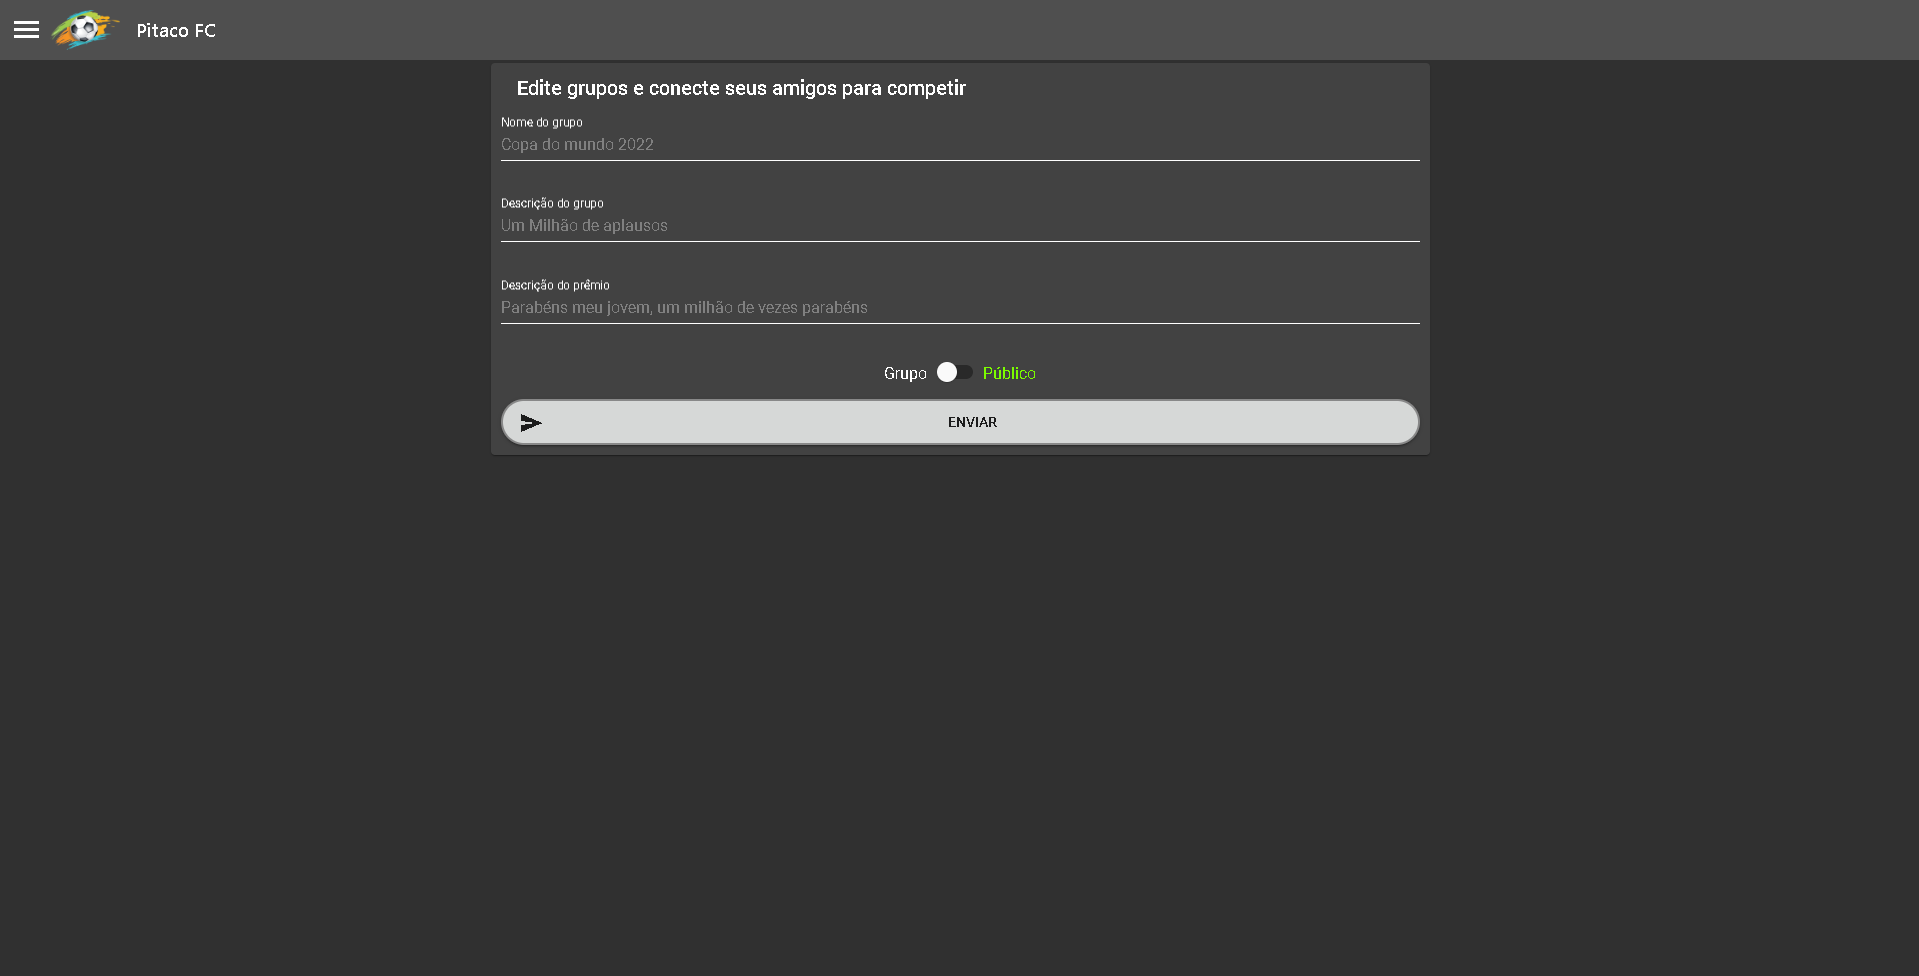 Pitaco FC
Edite grupos e conecte seus amigos para competir
Nome do grupo
Copa do mundo 2022
Descrição do grupo
Um Milhão de aplausos
Descrição do prêmio
Parabéns meu jovem, um milhão de vezes parabéns
Grupo Público
ENVIAR